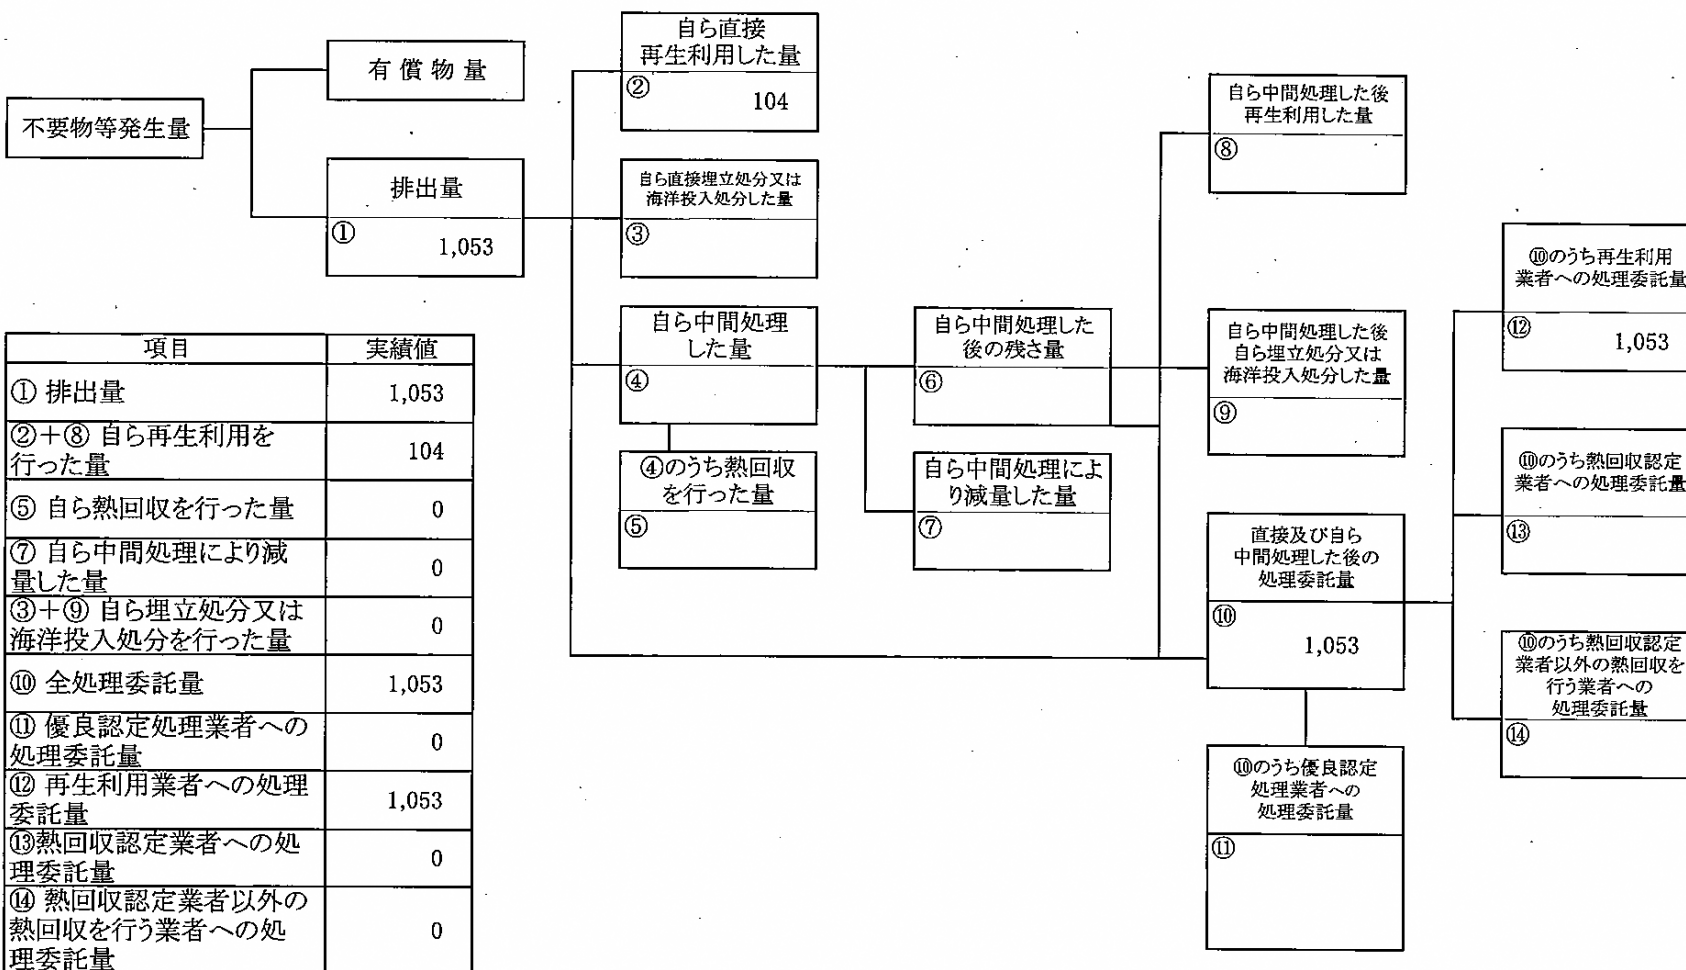 不要物等発生量
有償物量
排出量
①
1,053
自ら直接
再生利用した量
②
104
自ら直接埋立処分又は
海洋投入処分した量
③
自ら中間処理
した量
④
④のうち熱回収
を行った量
⑤
自ら中間処理した
後の残さ量
⑥
自ら中間処理によ
り減量した量
⑦
自ら中間処理した後
再生利用した量
⑧
自ら中間処理した後
自ら埋立処分又は
海洋投入処分した量
⑨
直接及び自ら
中間処理した後の
処理委託量
⑩
1,053
⑩のうち優良認定
処理業者への
処理委託量
⑪
⑩のうち再生利用
業者への処理委託量
⑫
1,053
⑩のうち熱回収認定
業者への処理委託量
⑬
⑩のうち熱回収認定
業者以外の熱回収を
行う業者への
処理委託量
⑭
項目 実績値
① 排出量 1,053
②+⑧ 自ら再生利用を
行った量 104
⑤ 自ら熱回収を行った量 0
⑦ 自ら中間処理により減
量した量 0
③+⑨ 自ら埋立処分又は
海洋投入処分を行った量 0
⑩ 全処理委託量 1,053
⑪ 優良認定処理業者への
処理委託量 0
⑫ 再生利用業者への処理
委託量 1,053
⑬熱回収認定業者への処
理委託量 0
⑭ 熱回収認定業者以外の
熱回収を行う業者への処
理委託量 0